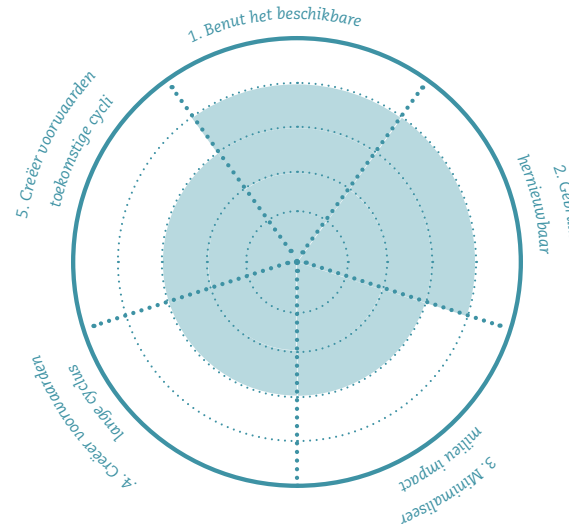 1. Benut het beschikbare
2.
hernieuwbaar
3. Minimaliseer
milieu impact
4. Creëer voorwaarden
lange cyclus
5. Creëer voorwaarden
toekomstige cycli